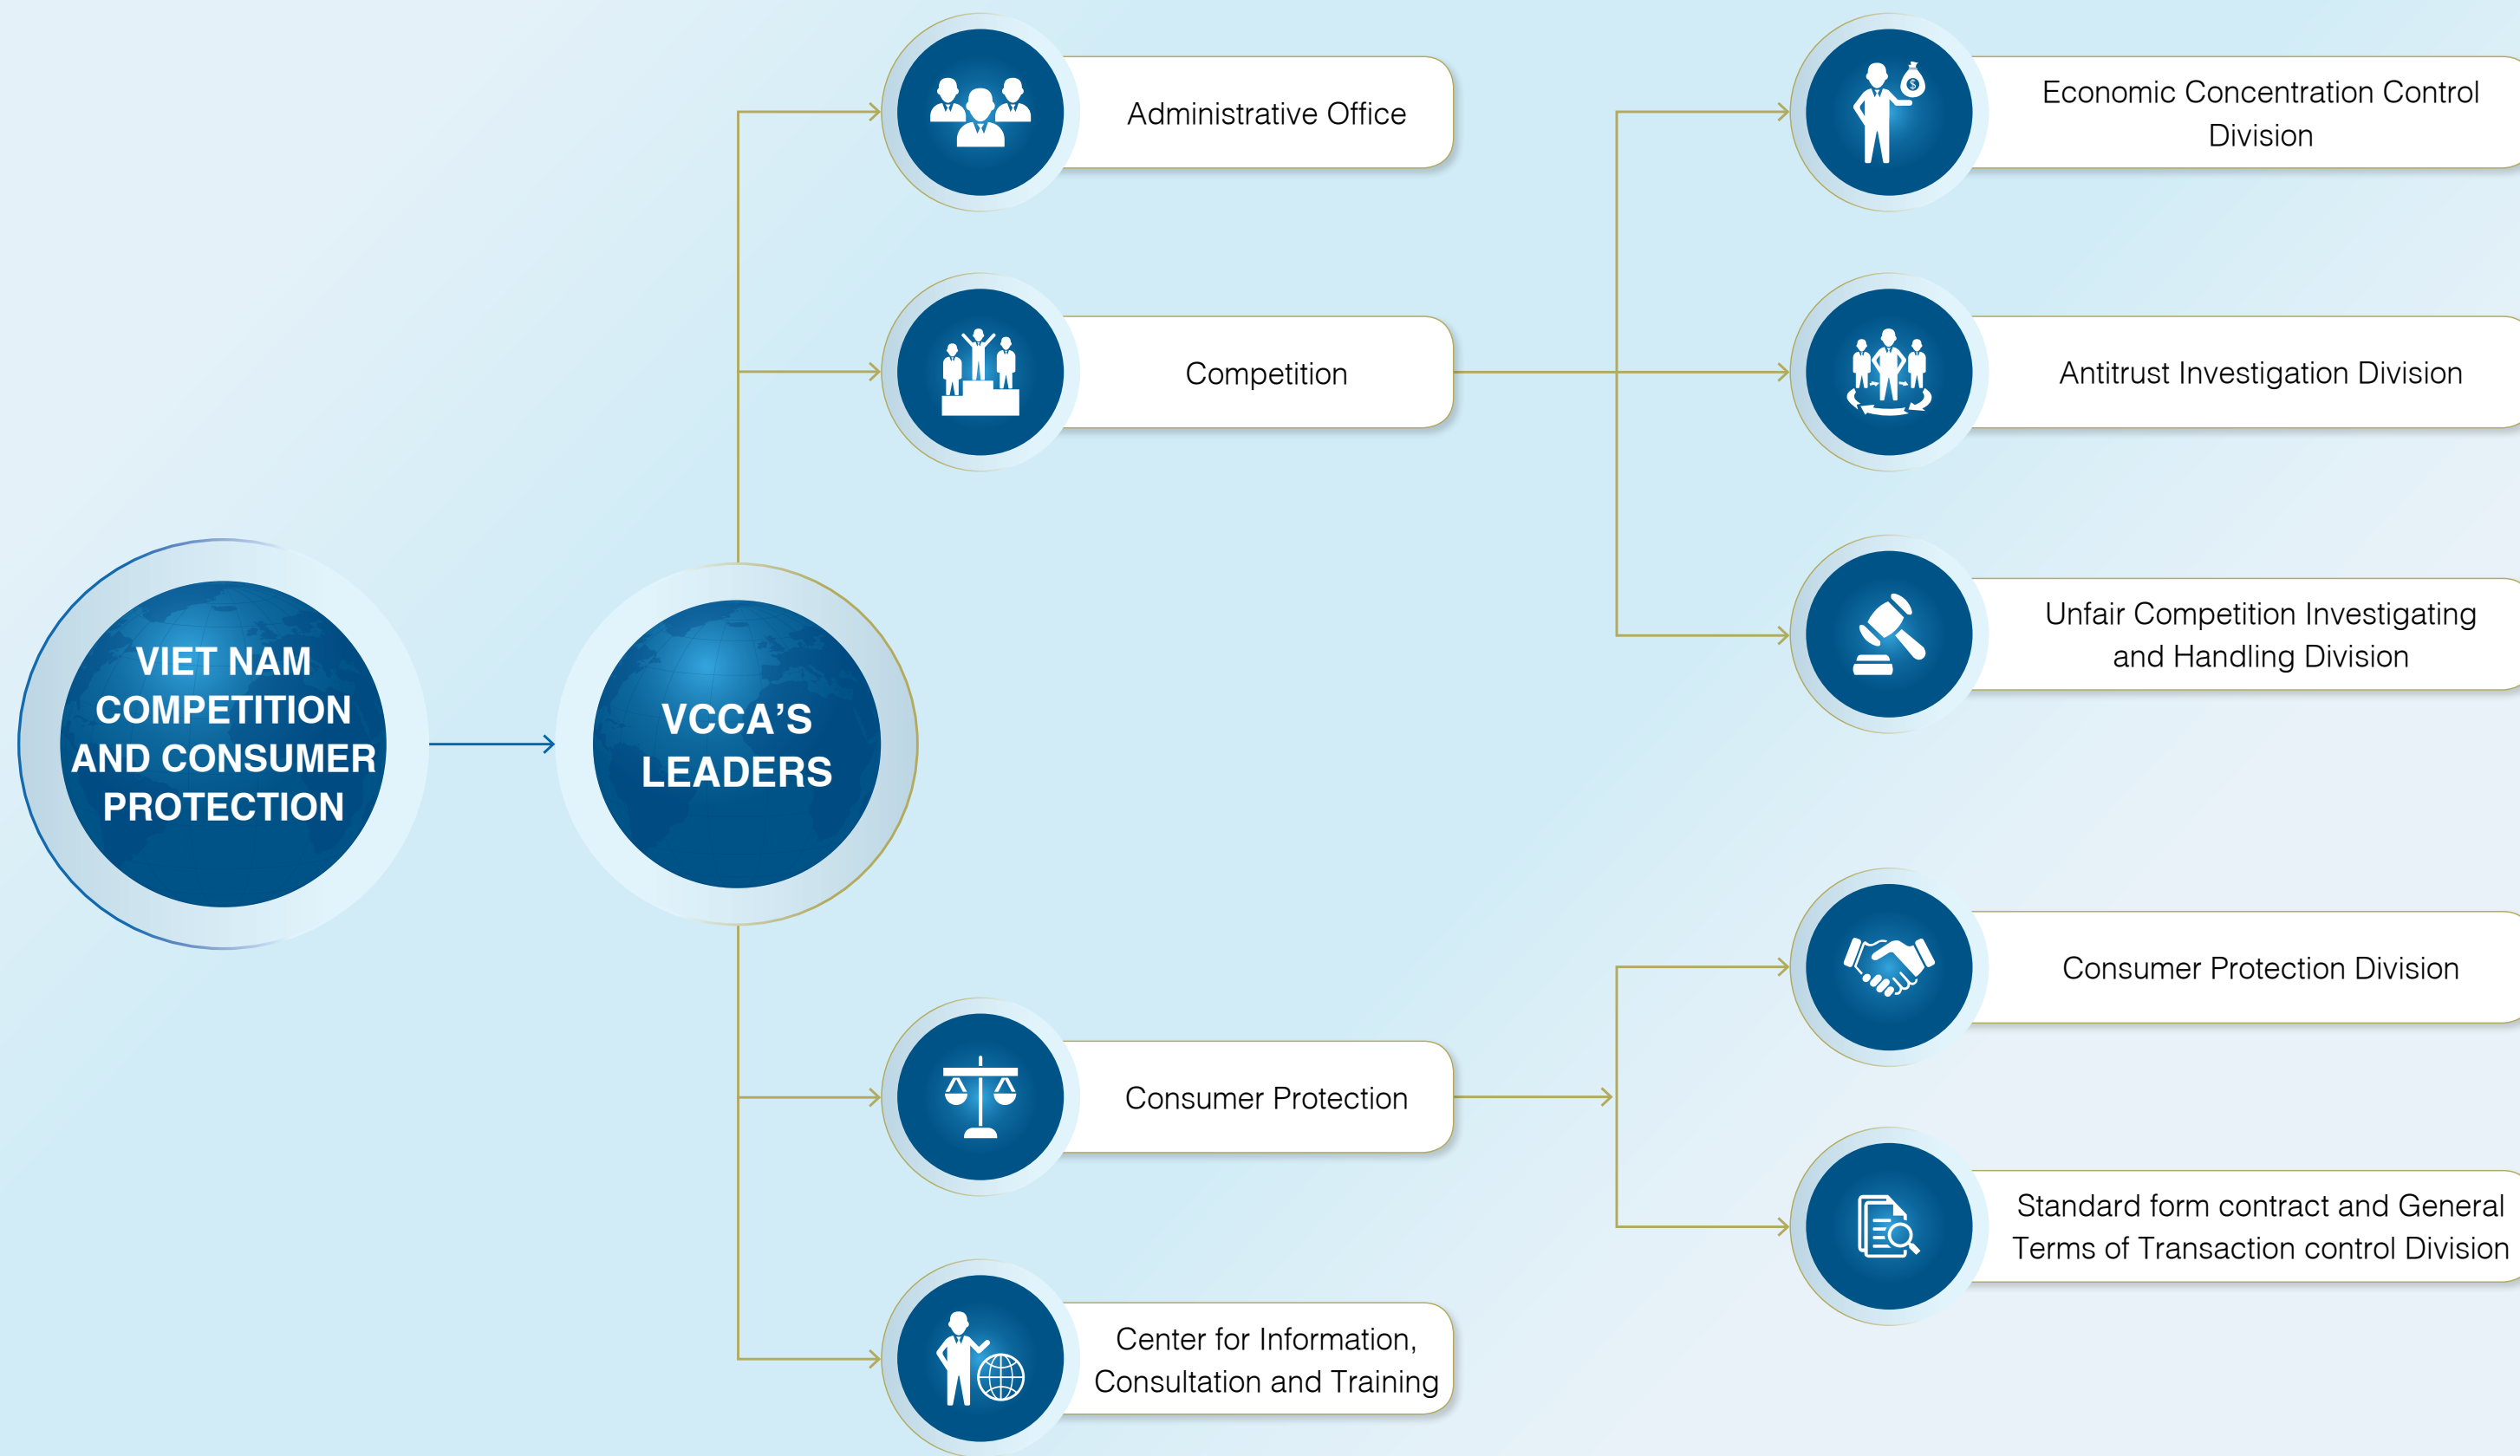 VIET NAM
COMPETITION
AND CONSUMER
PROTECTION
VCCA’S
LEADERS
Administrative Office
Competition
Consumer Protection
Center for Information,
Consultation and Training
Economic Concentration Control
Division
Antitrust Investigation Division
Unfair Competition Investigating
and Handling Division
Consumer Protection Division
Standard form contract and General
Terms of Transaction control Division